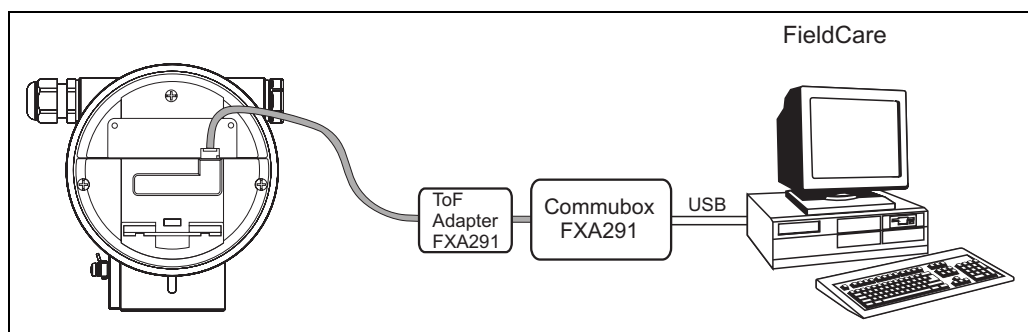 FieldCare
ToF
Adapter
FXA291
Commubox
FXA291
USB